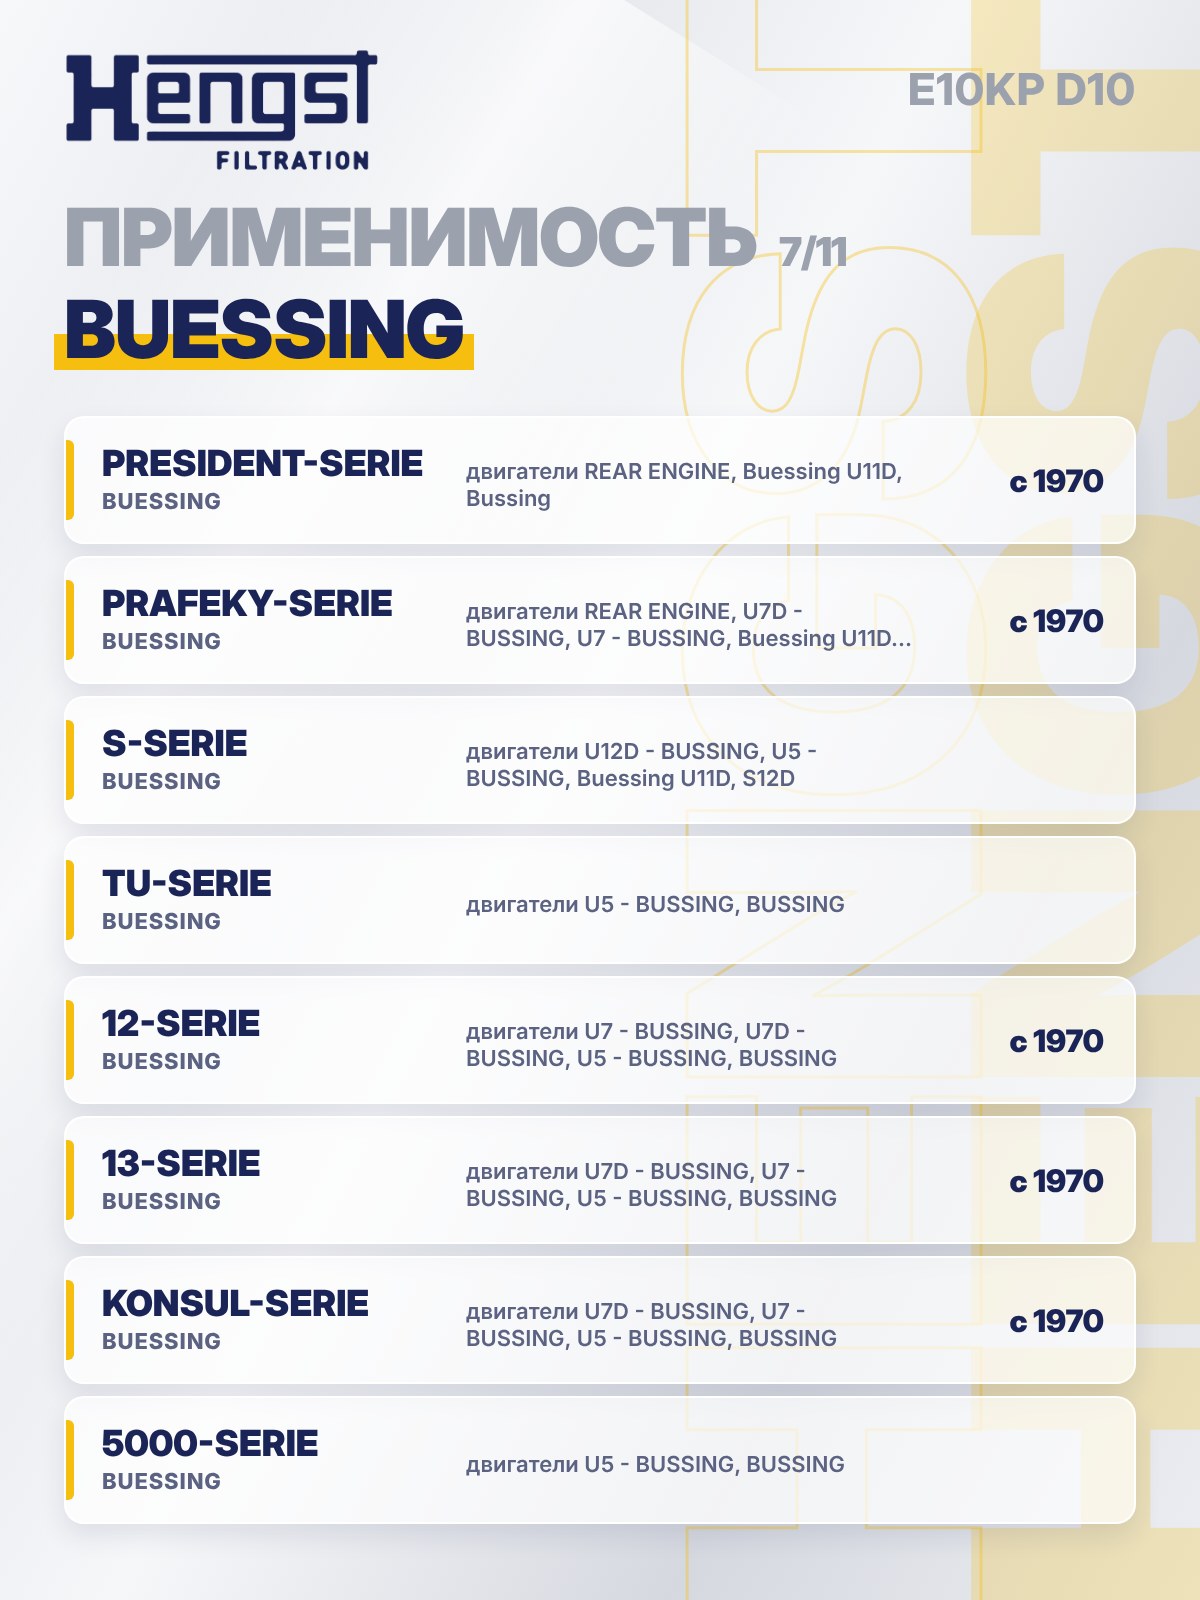 Hengst
FILTRATION
E10KP D10
ПРИМЕНИМОСТЬ 7/11
BUESSING
PRESIDENT-SERIE
BUESSING
двигатели REAR ENGINE, Buessing U11D,
Bussing
с 1970
PRAFEKY-SERIE
BUESSING
двигатели REAR ENGINE, U7D -
BUSSING, U7 - BUSSING, Buessing U11D...
с 1970
S-SERIE
BUESSING
двигатели U12D - BUSSING, U5 -
BUSSING, Buessing U11D, S12D
TU-SERIE
BUESSING
двигатели U5 - BUSSING, BUSSING
12-SERIE
BUESSING
двигатели U7 - BUSSING, U7D -
BUSSING, U5 - BUSSING, BUSSING
с 1970
13-SERIE
BUESSING
двигатели U7D - BUSSING, U7 -
BUSSING, U5 - BUSSING, BUSSING
с 1970
KONSUL-SERIE
BUESSING
двигатели U7D - BUSSING, U7 -
BUSSING, U5 - BUSSING, BUSSING
с 1970
5000-SERIE
BUESSING
двигатели U5 - BUSSING, BUSSING
HENGST
HENGST